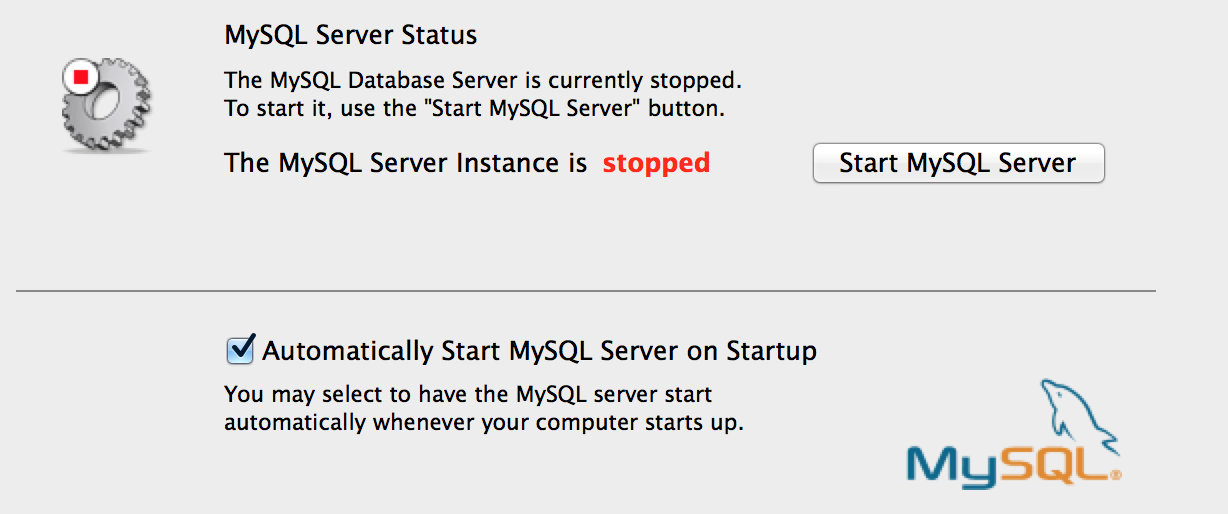 MySQL Server Status
The MySQL Database Server is currently stopped.
To start it, use the "Start MySQL Server" button.
The MySQL Server Instance is stopped
Start MySQL Server
Automatically Start MySQL Server on Startup
You may select to have the MySQL server start
automatically whenever your computer starts up.
MySQL®